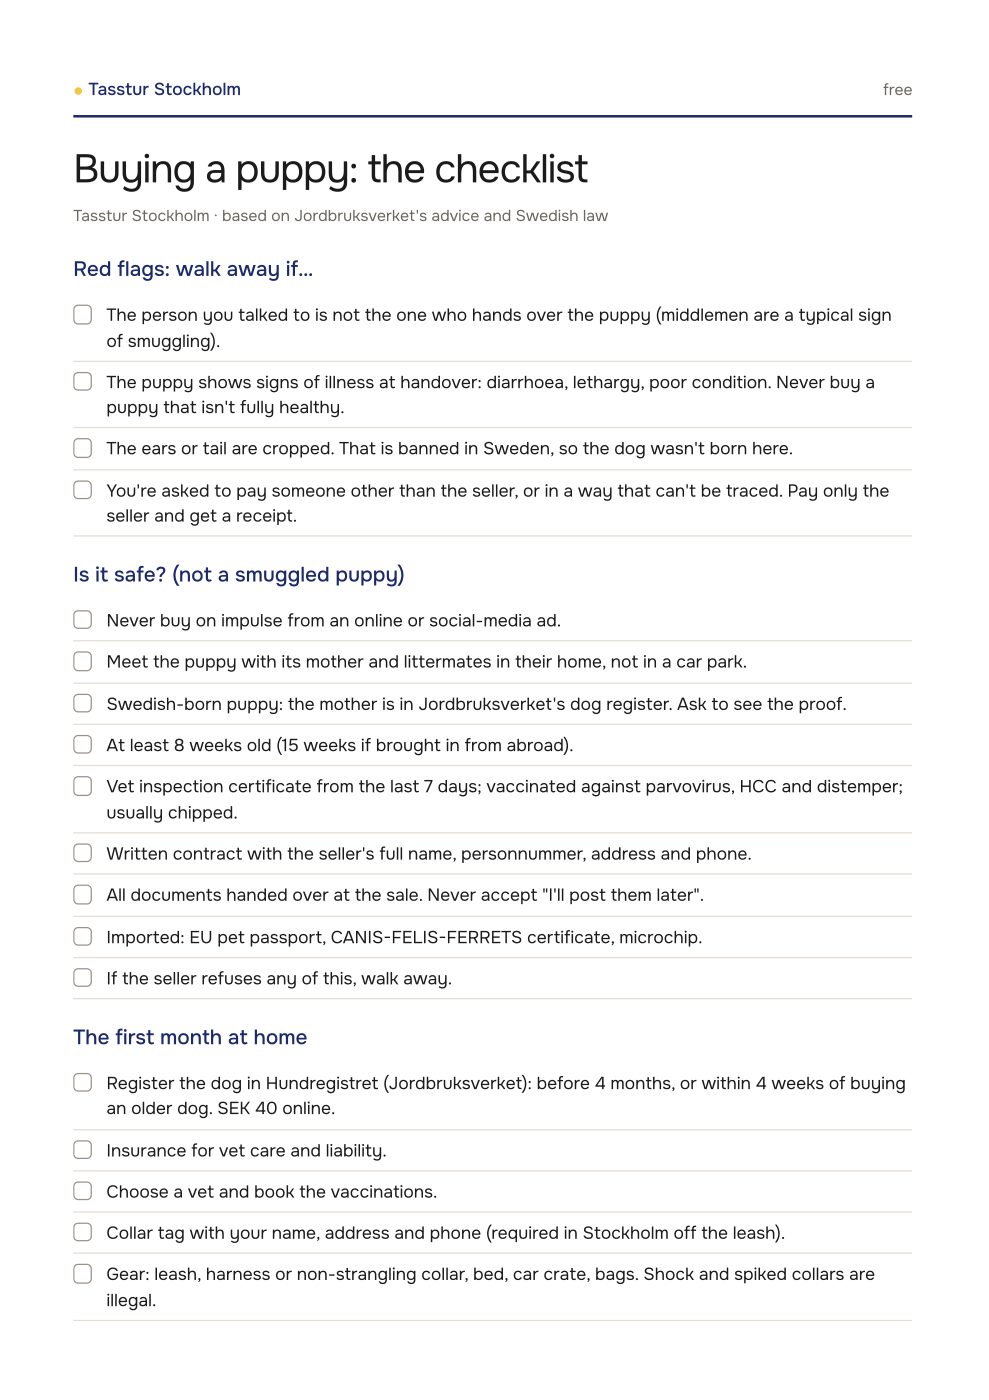 Tasstur Stockholm
free
Buying a puppy: the checklist
Tasstur Stockholm · based on Jordbruksverket's advice and Swedish law
Red flags: walk away if...
The person you talked to is not the one who hands over the puppy (middlemen are a typical sign
of smuggling).
The puppy shows signs of illness at handover: diarrhoea, lethargy, poor condition. Never buy a
puppy that isn't fully healthy.
The ears or tail are cropped. That is banned in Sweden, so the dog wasn't born here.
You're asked to pay someone other than the seller, or in a way that can't be traced. Pay only the
seller and get a receipt.
Is it safe? (not a smuggled puppy)
Never buy on impulse from an online or social-media ad.
Meet the puppy with its mother and littermates in their home, not in a car park.
Swedish-born puppy: the mother is in Jordbruksverket's dog register. Ask to see the proof.
At least 8 weeks old (15 weeks if brought in from abroad).
Vet inspection certificate from the last 7 days; vaccinated against parvovirus, HCC and distemper;
usually chipped.
Written contract with the seller's full name, personnummer, address and phone.
All documents handed over at the sale. Never accept "I'll post them later".
Imported: EU pet passport, CANIS-FELIS-FERRETS certificate, microchip.
If the seller refuses any of this, walk away.
The first month at home
Register the dog in Hundregistret (Jordbruksverket): before 4 months, or within 4 weeks of buying
an older dog. SEK 40 online.
Insurance for vet care and liability.
Choose a vet and book the vaccinations.
Collar tag with your name, address and phone (required in Stockholm off the leash).
Gear: leash, harness or non-strangling collar, bed, car crate, bags. Shock and spiked collars are
illegal.